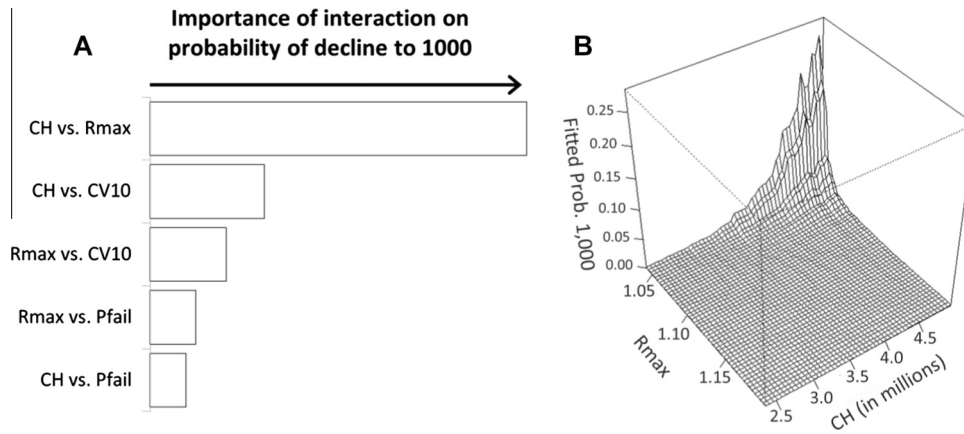 A
Importance of interaction on
probability of decline to 1000
CH vs. Rmax
CH vs. CV10
Rmax vs. CV10
Rmax vs. Pfail
CH vs. Pfail
B
Fitted Prob. 1,000
0.25
0.20
0.15
0.10
0.05
0.00
1.05
1.10
1.15
Rmax
2.5
3.0
3.5
4.0
4.5
CH (in millions)